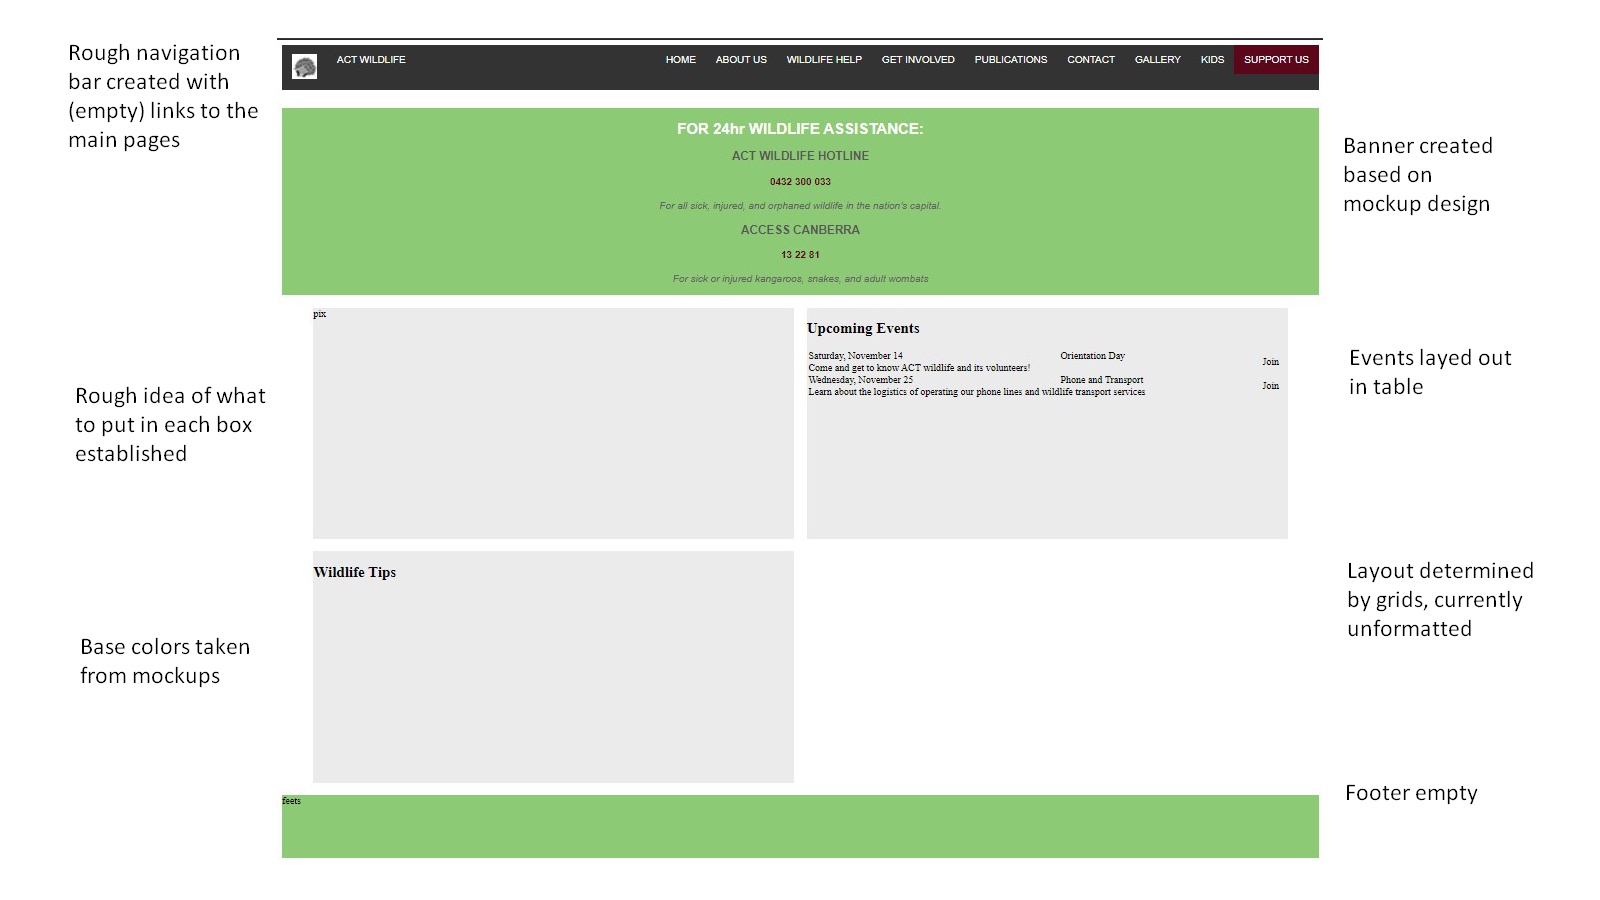 Rough navigation
bar created with
(empty) links to the
main pages
ACT WILDLIFE
HOME ABOUT US WILDLIFE HELP GET INVOLVED PUBLICATIONS CONTACT GALLERY KIDS SUPPORT US
FOR 24hr WILDLIFE ASSISTANCE:
ACT WILDLIFE HOTLINE
0432 300 033
For all sick, injured, and orphaned wildlife in the nation's capital.
ACCESS CANBERRA
13 22 81
For sick or injured kangaroos, snakes, and adult wombats
Banner created
based on
mockup design
pix
Upcoming Events
Saturday, November 14 Orientation Day
Join
Come and get to know ACT wildlife and its volunteers!
Wednesday, November 25 Phone and Transport
Join
Learn about the logistics of operating our phone lines and wildlife transport services
Events layed out
in table
Rough idea of what
to put in each box
established
Wildlife Tips
Layout determined
by grids, currently
unformatted
Base colors taken
from mockups
feets
Footer empty